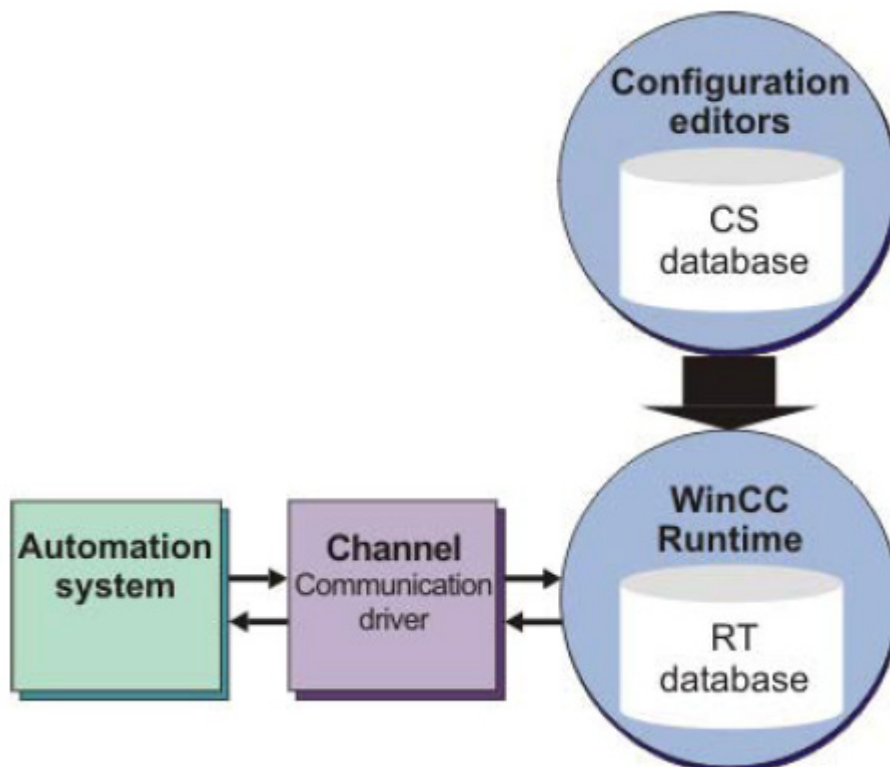 Configuration
editors
CS
database
WinCC
Runtime
RT
database
Automation
system
Channel
Communication
driver